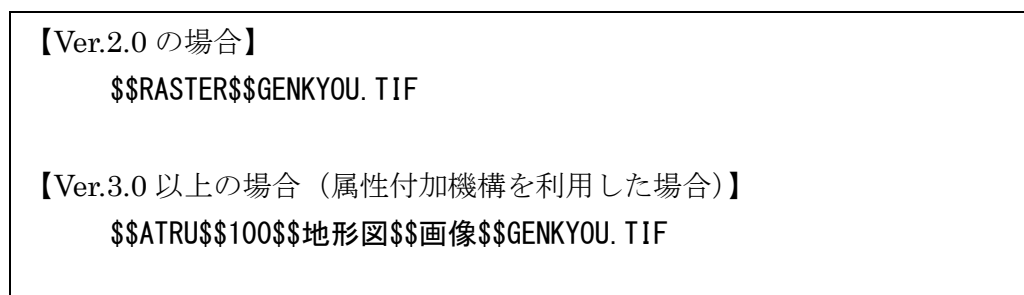 【Ver.2.0 の場合】
$$RASTER$$GENKYOU.TIF
【Ver.3.0 以上の場合（属性付加機構を利用した場合）】
$$ATRU$$100$$地形図$$画像$$GENKYOU.TIF